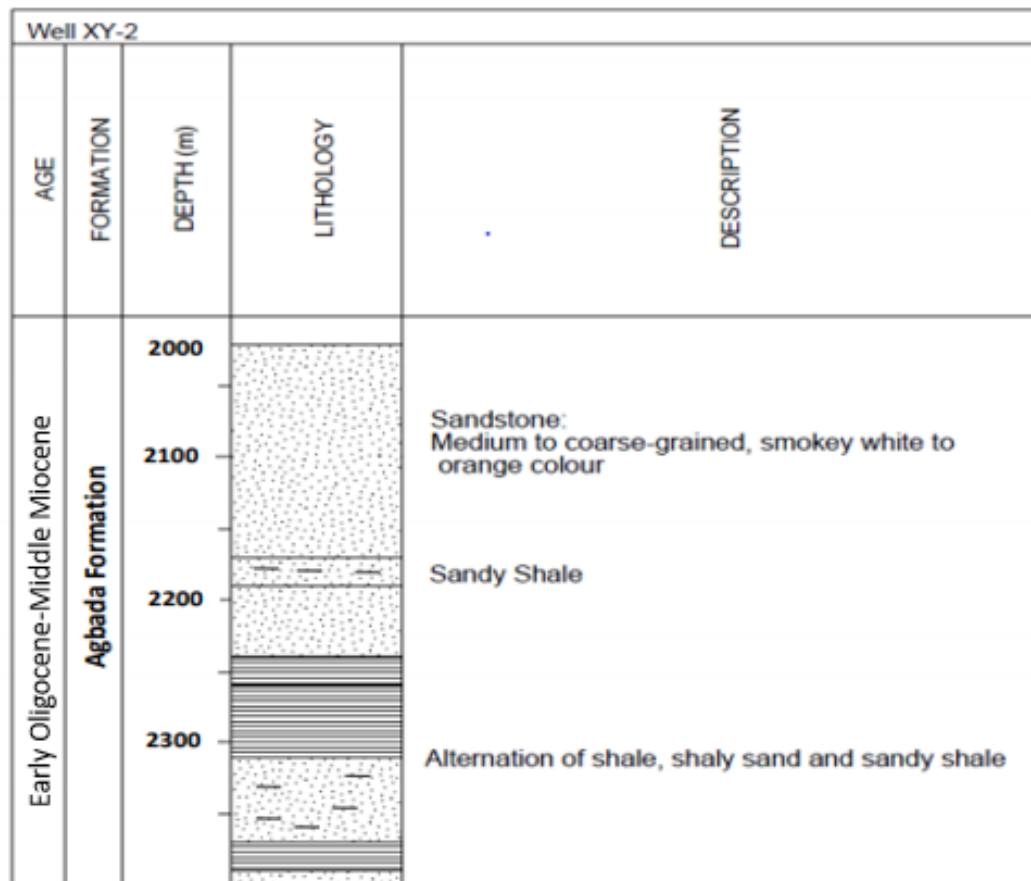 Well XY-2
AGE
FORMATION
DEPTH (m)
LITHOLOGY
DESCRIPTION
Early Oligocene-Middle Miocene
Agbada Formation
2000
2100
2200
2300
Sandstone:
Medium to coarse-grained, smokey white to
orange colour
Sandy Shale
Alternation of shale, shaly sand and sandy shale